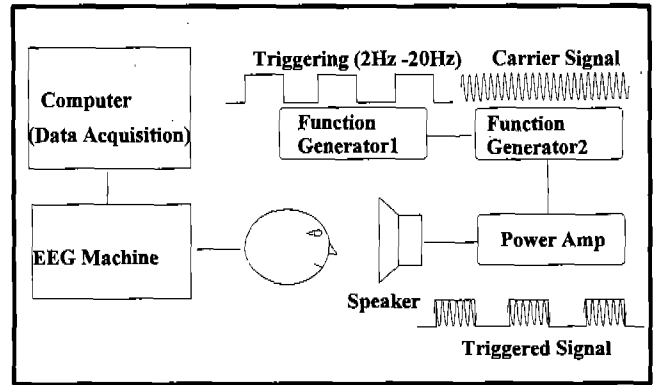 Triggering (2Hz -20Hz)
Carrier Signal
Computer
(Data Acquisition)
Function
Generator1
Function
Generator2
EEG Machine
Power Amp
Speaker
Triggered Signal